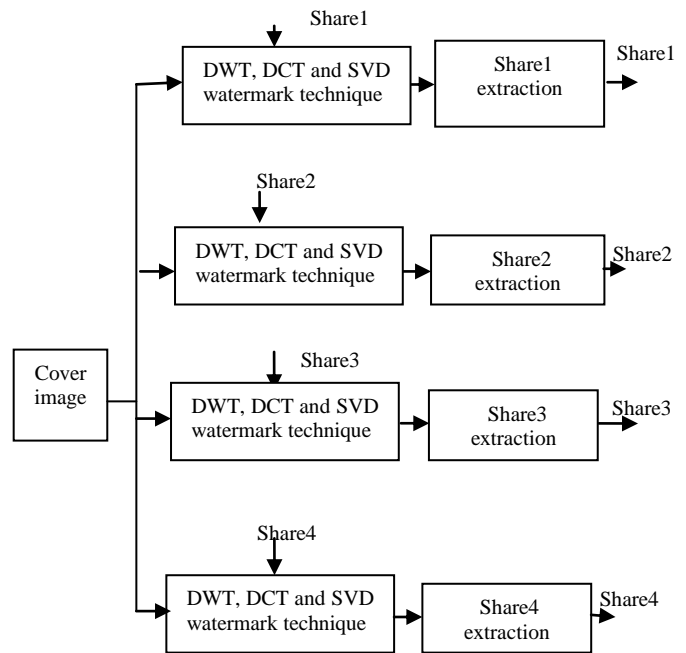 Share1
DWT, DCT and SVD
watermark technique
Share1
extraction
Share1
Share2
DWT, DCT and SVD
watermark technique
Share2
extraction
Share2
Cover
image
Share3
DWT, DCT and SVD
watermark technique
Share3
extraction
Share3
Share4
DWT, DCT and SVD
watermark technique
Share4
extraction
Share4